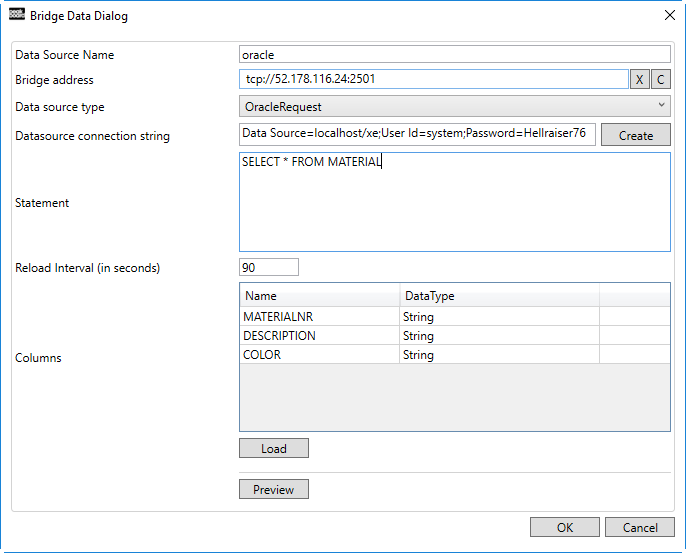 peak board Bridge Data Dialog
Data Source Name oracle
Bridge address tcp://52.178.116.24:2501 X C
Data source type OracleRequest
Datasource connection string Data Source=localhost/xe;User Id=system;Password=Hellraiser76 Create
Statement SELECT * FROM MATERIAL
Reload Interval (in seconds) 90
Columns
Name DataType
MATERIALNR String
DESCRIPTION String
COLOR String
Load
Preview
OK Cancel